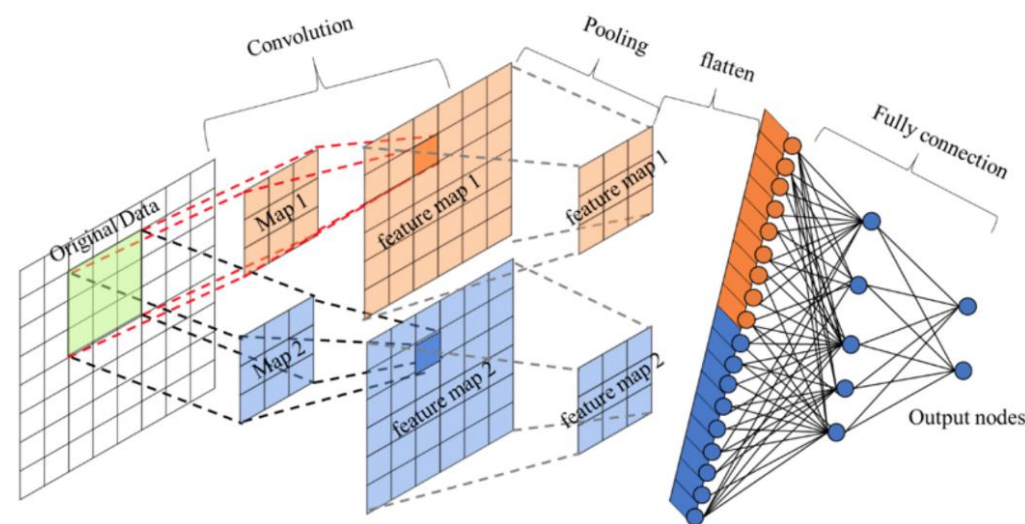 Convolution
Pooling
flatten
Fully connection
Original/Data
Map 1
feature map 1
feature map 1
Map 2
feature map 2
feature map 2
Output nodes